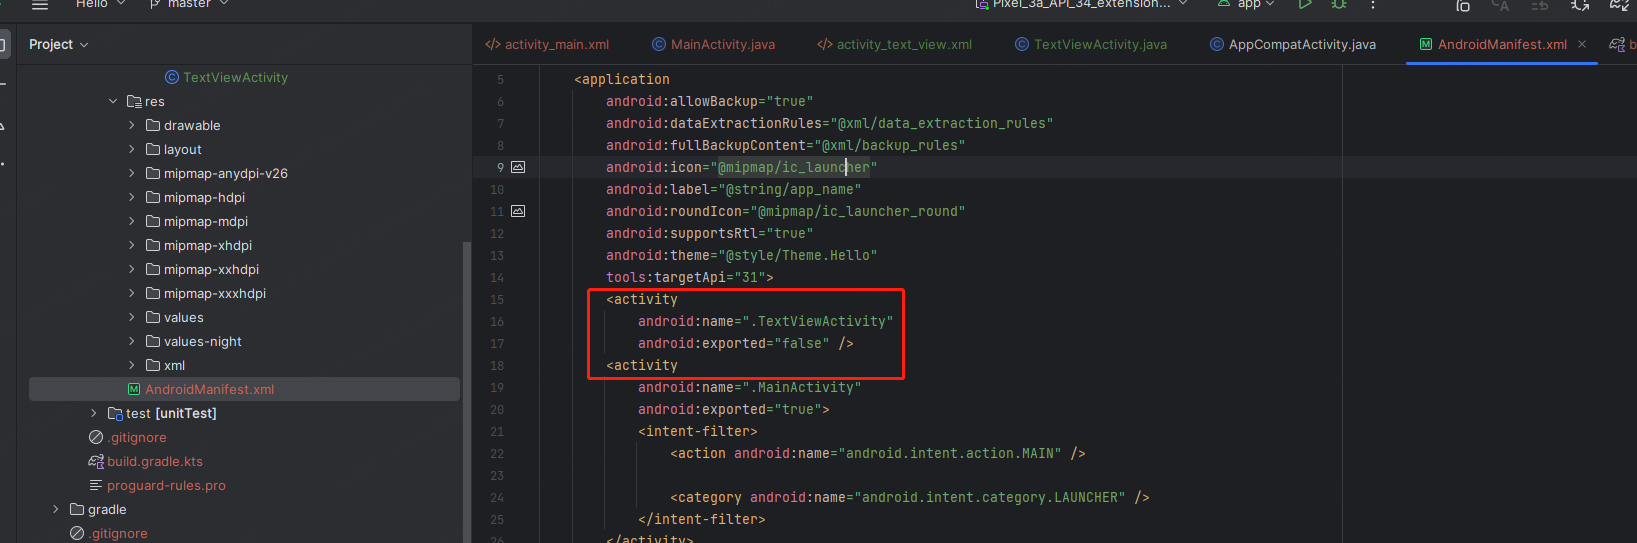 Hello
master
Pixel_3a_API_34_extension...
app
Project
activity_main.xml
MainActivity.java
activity_text_view.xml
TextViewActivity.java
AppCompatActivity.java
AndroidManifest.xml
b
TextViewActivity
res
drawable
layout
mipmap-anydpi-v26
mipmap-hdpi
mipmap-mdpi
mipmap-xhdpi
mipmap-xxhdpi
mipmap-xxxhdpi
values
values-night
xml
AndroidManifest.xml
test [unitTest]
.gitignore
build.gradle.kts
proguard-rules.pro
gradle
.gitignore
5 <application
6 android:allowBackup="true"
7 android:dataExtractionRules="@xml/data_extraction_rules"
8 android:fullBackupContent="@xml/backup_rules"
9 android:icon="@mipmap/ic_launcher"
10 android:label="@string/app_name"
11 android:roundIcon="@mipmap/ic_launcher_round"
12 android:supportsRtl="true"
13 android:theme="@style/Theme.Hello"
14 tools:targetApi="31">
15 <activity
16 android:name=".TextViewActivity"
17 android:exported="false" />
18 <activity
19 android:name=".MainActivity"
20 android:exported="true">
21 <intent-filter>
22 <action android:name="android.intent.action.MAIN" />
23
24 <category android:name="android.intent.category.LAUNCHER" />
25 </intent-filter>
26 </activity>